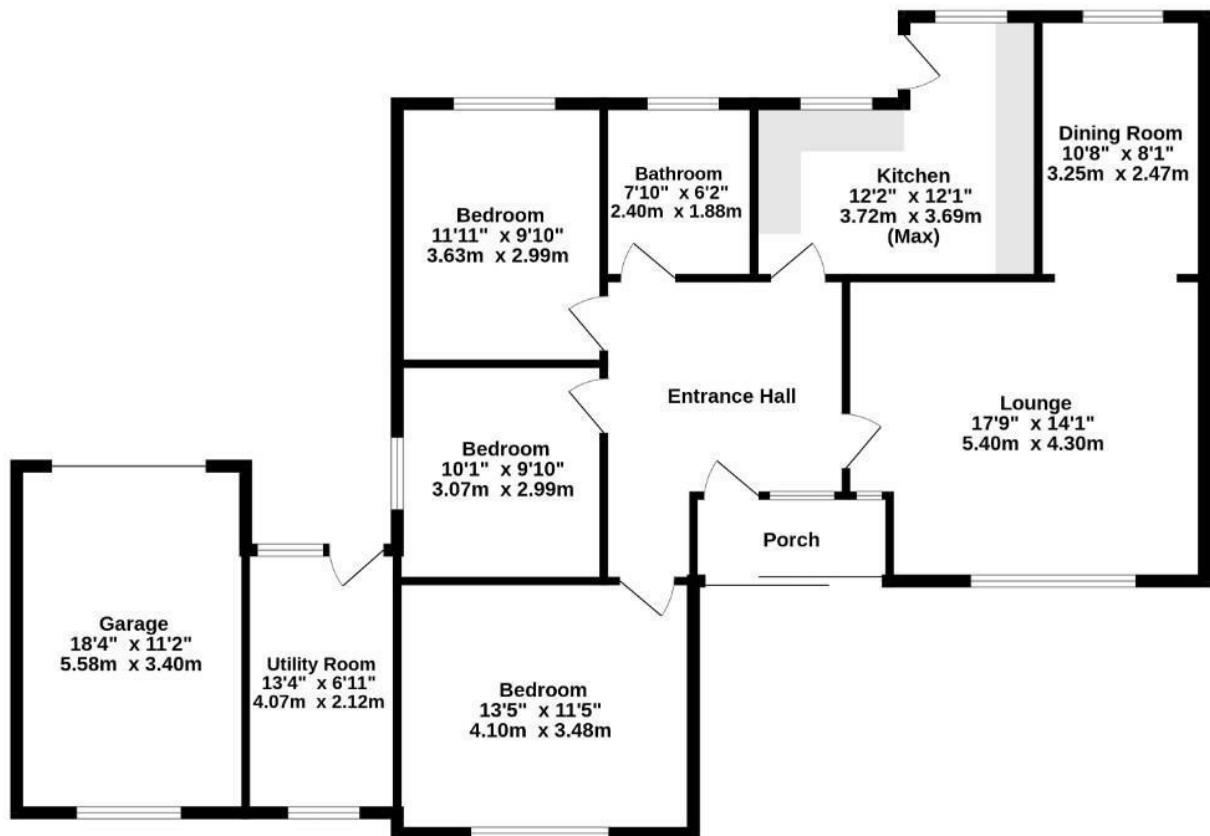 Dining Room
10'8" x 8'1"
3.25m x 2.47m
Bathroom
7'10" x 6'2"
2.40m x 1.88m
Kitchen
12'2" x 12'1"
3.72m x 3.69m
(Max)
Bedroom
11'11" x 9'10"
3.63m x 2.99m
Entrance Hall
Lounge
17'9" x 14'1"
5.40m x 4.30m
Bedroom
10'1" x 9'10"
3.07m x 2.99m
Porch
Garage
18'4" x 11'2"
5.58m x 3.40m
Utility Room
13'4" x 6'11"
4.07m x 2.12m
Bedroom
13'5" x 11'5"
4.10m x 3.48m